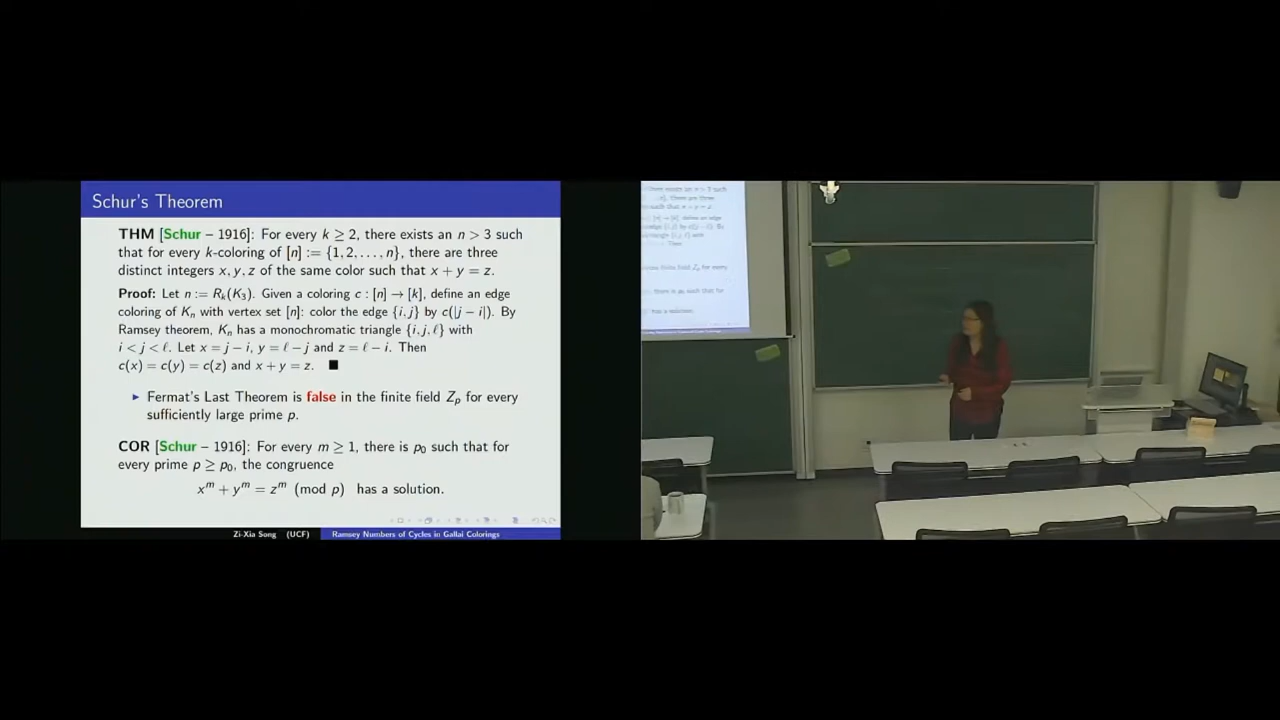 Schur's Theorem
THM [Schur – 1916]: For every k ≥ 2, there exists an n > 3 such
that for every k-coloring of [n] := {1, 2, . . . , n}, there are three
distinct integers x, y, z of the same color such that x + y = z.
Proof: Let n := R_k(K_3). Given a coloring c : [n] → [k], define an edge
coloring of K_n with vertex set [n]: color the edge {i, j} by c(|j − i|). By
Ramsey theorem, K_n has a monochromatic triangle {i, j, ℓ} with
i < j < ℓ. Let x = j − i, y = ℓ − j and z = ℓ − i. Then
c(x) = c(y) = c(z) and x + y = z. ■
▶ Fermat's Last Theorem is false in the finite field Z_p for every
sufficiently large prime p.
COR [Schur – 1916]: For every m ≥ 1, there is p_0 such that for
every prime p ≥ p_0, the congruence
x^m + y^m = z^m (mod p) has a solution.
Zi-Xia Song (UCF) Ramsey Numbers of Cycles in Gallai Colorings